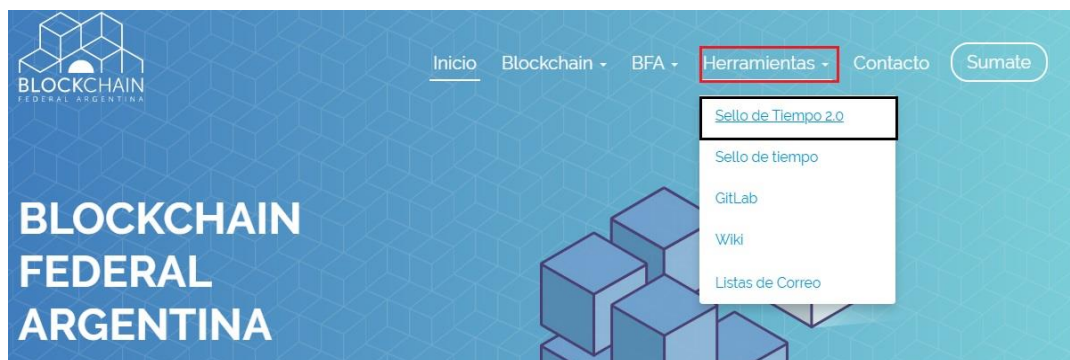 BLOCKCHAIN
FEDERAL ARGENTINA
Inicio Blockchain BFA Herramientas Contacto Sumate
Sello de Tiempo 2.0
Sello de tiempo
GitLab
Wiki
Listas de Correo
BLOCKCHAIN
FEDERAL
ARGENTINA